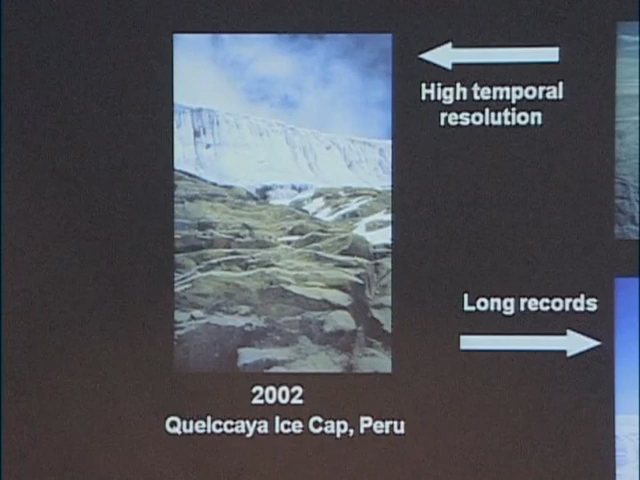 High temporal
resolution
Long records
2002
Quelccaya Ice Cap, Peru